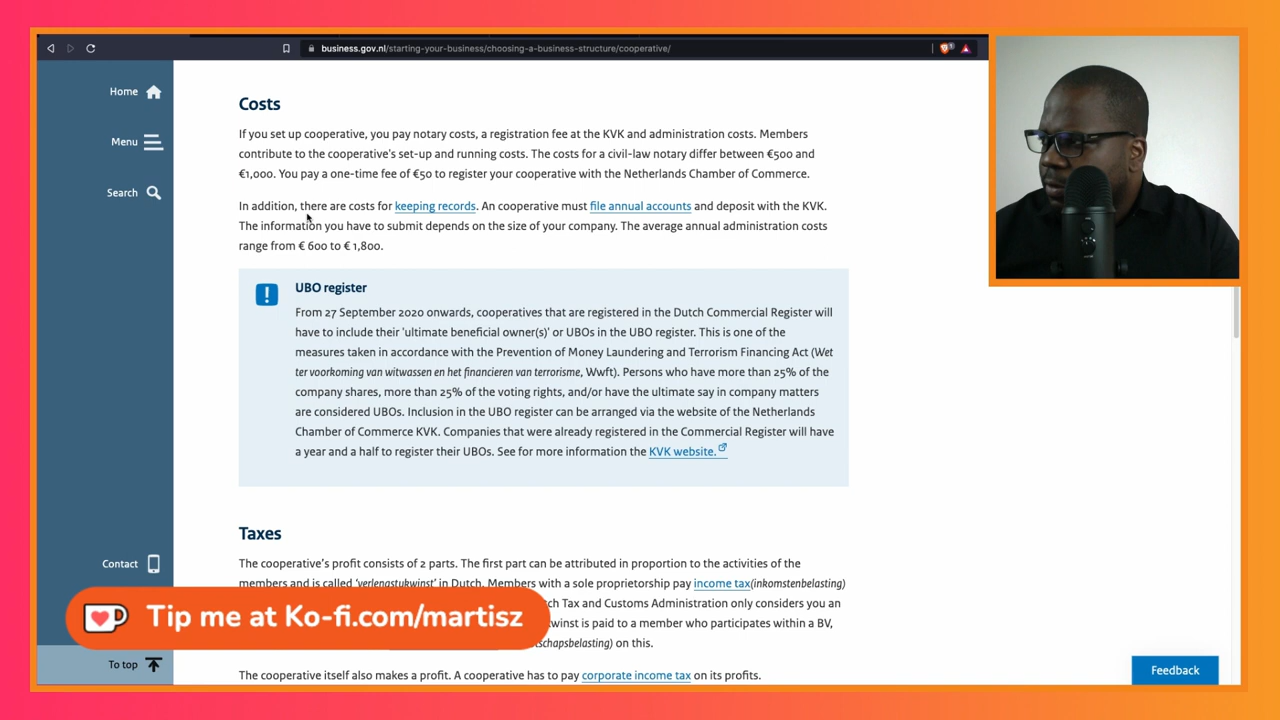 business.gov.nl/starting-your-business/choosing-a-business-structure/cooperative/
Home
Menu
Search
Costs
If you set up cooperative, you pay notary costs, a registration fee at the KVK and administration costs. Members
contribute to the cooperative's set-up and running costs. The costs for a civil-law notary differ between €500 and
€1,000. You pay a one-time fee of €50 to register your cooperative with the Netherlands Chamber of Commerce.
In addition, there are costs for keeping records. An cooperative must file annual accounts and deposit with the KVK.
The information you have to submit depends on the size of your company. The average annual administration costs
range from € 600 to € 1,800.
UBO register
From 27 September 2020 onwards, cooperatives that are registered in the Dutch Commercial Register will
have to include their 'ultimate beneficial owner(s)' or UBOs in the UBO register. This is one of the
measures taken in accordance with the Prevention of Money Laundering and Terrorism Financing Act (Wet
ter voorkoming van witwassen en het financieren van terrorisme, Wwft). Persons who have more than 25% of the
company shares, more than 25% of the voting rights, and/or have the ultimate say in company matters
are considered UBOs. Inclusion in the UBO register can be arranged via the website of the Netherlands
Chamber of Commerce KVK. Companies that were already registered in the Commercial Register will have
a year and a half to register their UBOs. See for more information the KVK website.
Taxes
The cooperative's profit consists of 2 parts. The first part can be attributed in proportion to the activities of the
members and is called 'verlengstukwinst' in Dutch. Members with a sole proprietorship pay income tax(inkomstenbelasting)
Tax and Customs Administration only considers you an
is paid to a member who participates within a BV,
on this.
The cooperative itself also makes a profit. A cooperative has to pay corporate income tax on its profits.
Contact
Tip me at Ko-fi.com/martisz
To top
Feedback